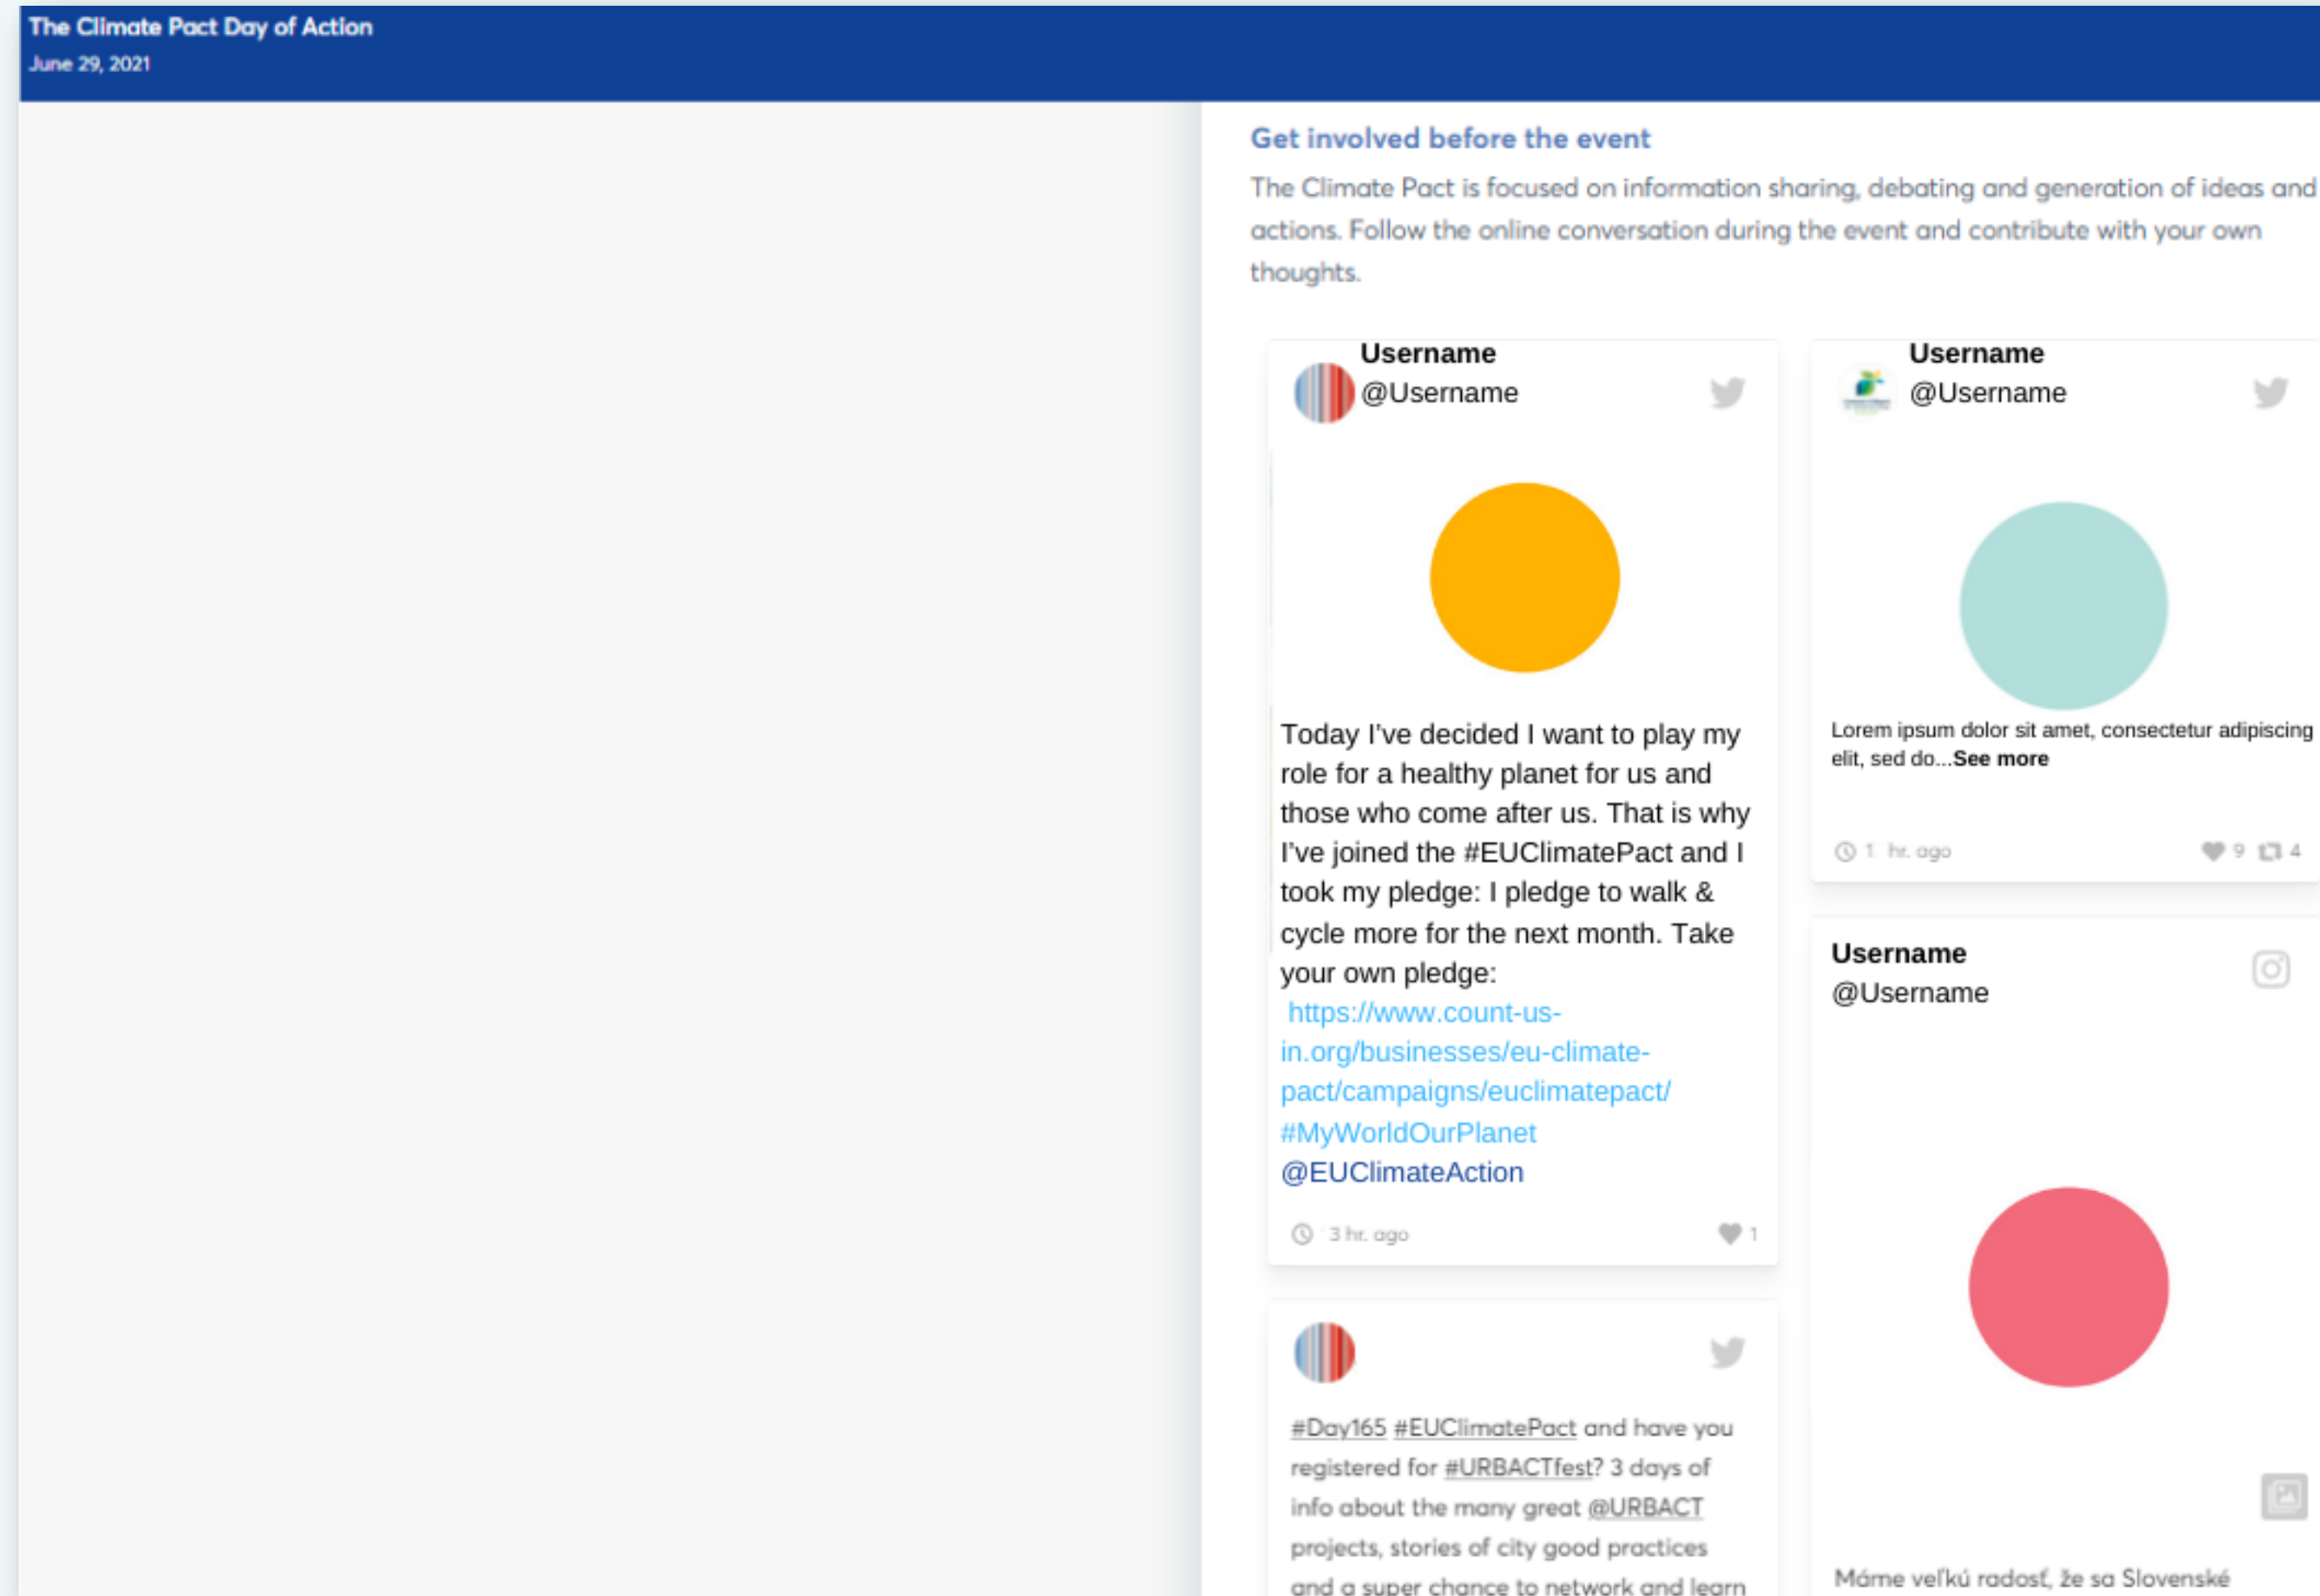 The Climate Pact Day of Action
June 29, 2021
Get involved before the event
The Climate Pact is focused on information sharing, debating and generation of ideas and
actions. Follow the online conversation during the event and contribute with your own
thoughts.
Username
@Username
Today I've decided I want to play my
role for a healthy planet for us and
those who come after us. That is why
I've joined the #EUClimatePact and I
took my pledge: I pledge to walk &
cycle more for the next month. Take
your own pledge:
https://www.count-us-
in.org/businesses/eu-climate-
pact/campaigns/euclimatepact/
#MyWorldOurPlanet
@EUClimateAction
3 hr. ago
1
#Day165 #EUClimatePact and have you
registered for #URBACTfest? 3 days of
info about the many great @URBACT
projects, stories of city good practices
and a super chance to network and learn
Username
@Username
Lorem ipsum dolor sit amet, consectetur adipiscing
elit, sed do...See more
1 hr. ago
9 4
Username
@Username
Máme veľkú radosť, že sa Slovenské